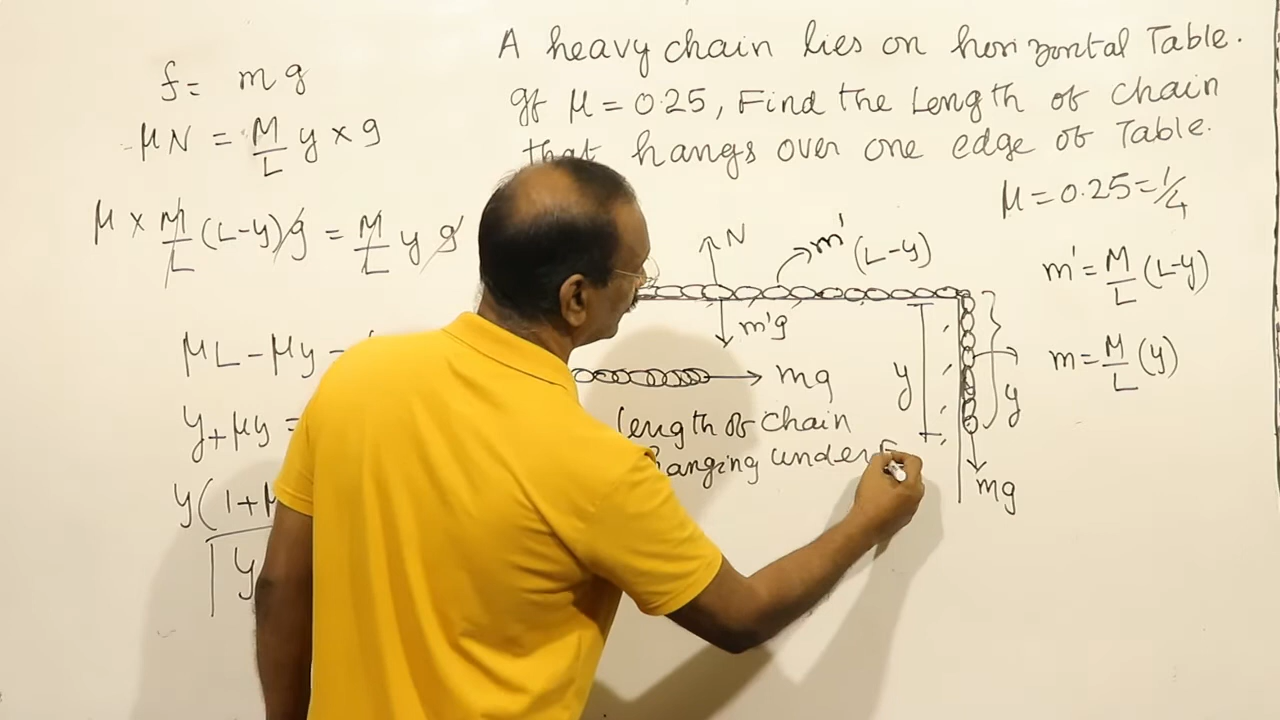 A heavy chain lies on horizontal Table.
If μ = 0.25, Find the Length of chain
that hangs over one edge of Table.
f = mg
μN = M/L y × g
μ × M/L (L-y)g = M/L y g
μL - μy =
y + μy =
y(1+μ
y
μ = 0.25 = 1/4
m' = M/L (L-y)
m = M/L (y)
N
m' (L-y)
m'g
mg
y
y
mg
length of chain
hanging under